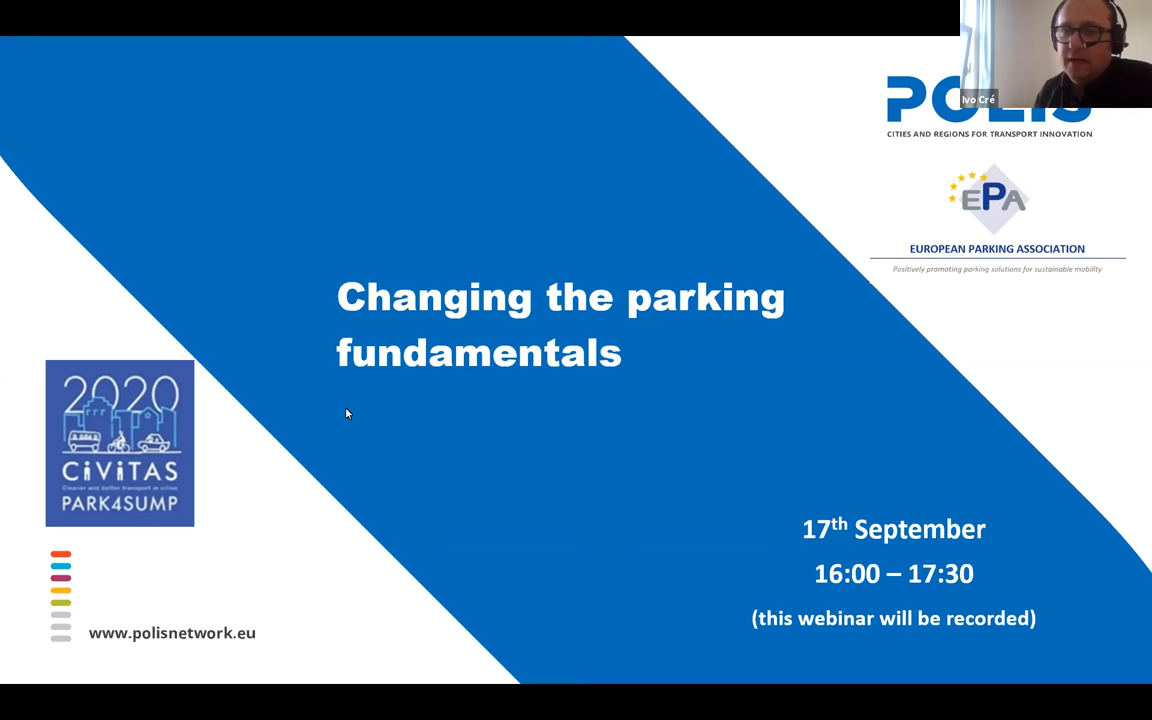 Ivo Cré
POLIS
CITIES AND REGIONS FOR TRANSPORT INNOVATION
EPA
EUROPEAN PARKING ASSOCIATION
Positively promoting parking solutions for sustainable mobility
Changing the parking
fundamentals
2020
CiViTAS
Cleaner and better transport in cities
PARK4SUMP
17th September
16:00 – 17:30
(this webinar will be recorded)
www.polisnetwork.eu